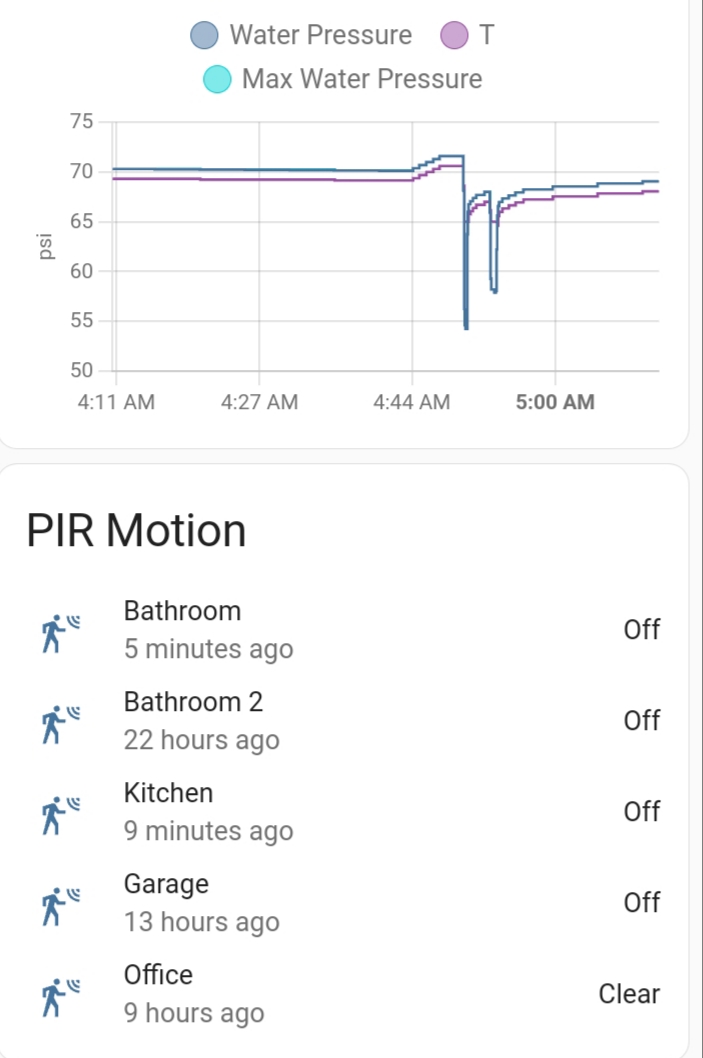 Water Pressure T
Max Water Pressure
75
70
65
60
55
50
psi
4:11 AM 4:27 AM 4:44 AM 5:00 AM
PIR Motion
Bathroom
5 minutes ago
Off
Bathroom 2
22 hours ago
Off
Kitchen
9 minutes ago
Off
Garage
13 hours ago
Off
Office
9 hours ago
Clear